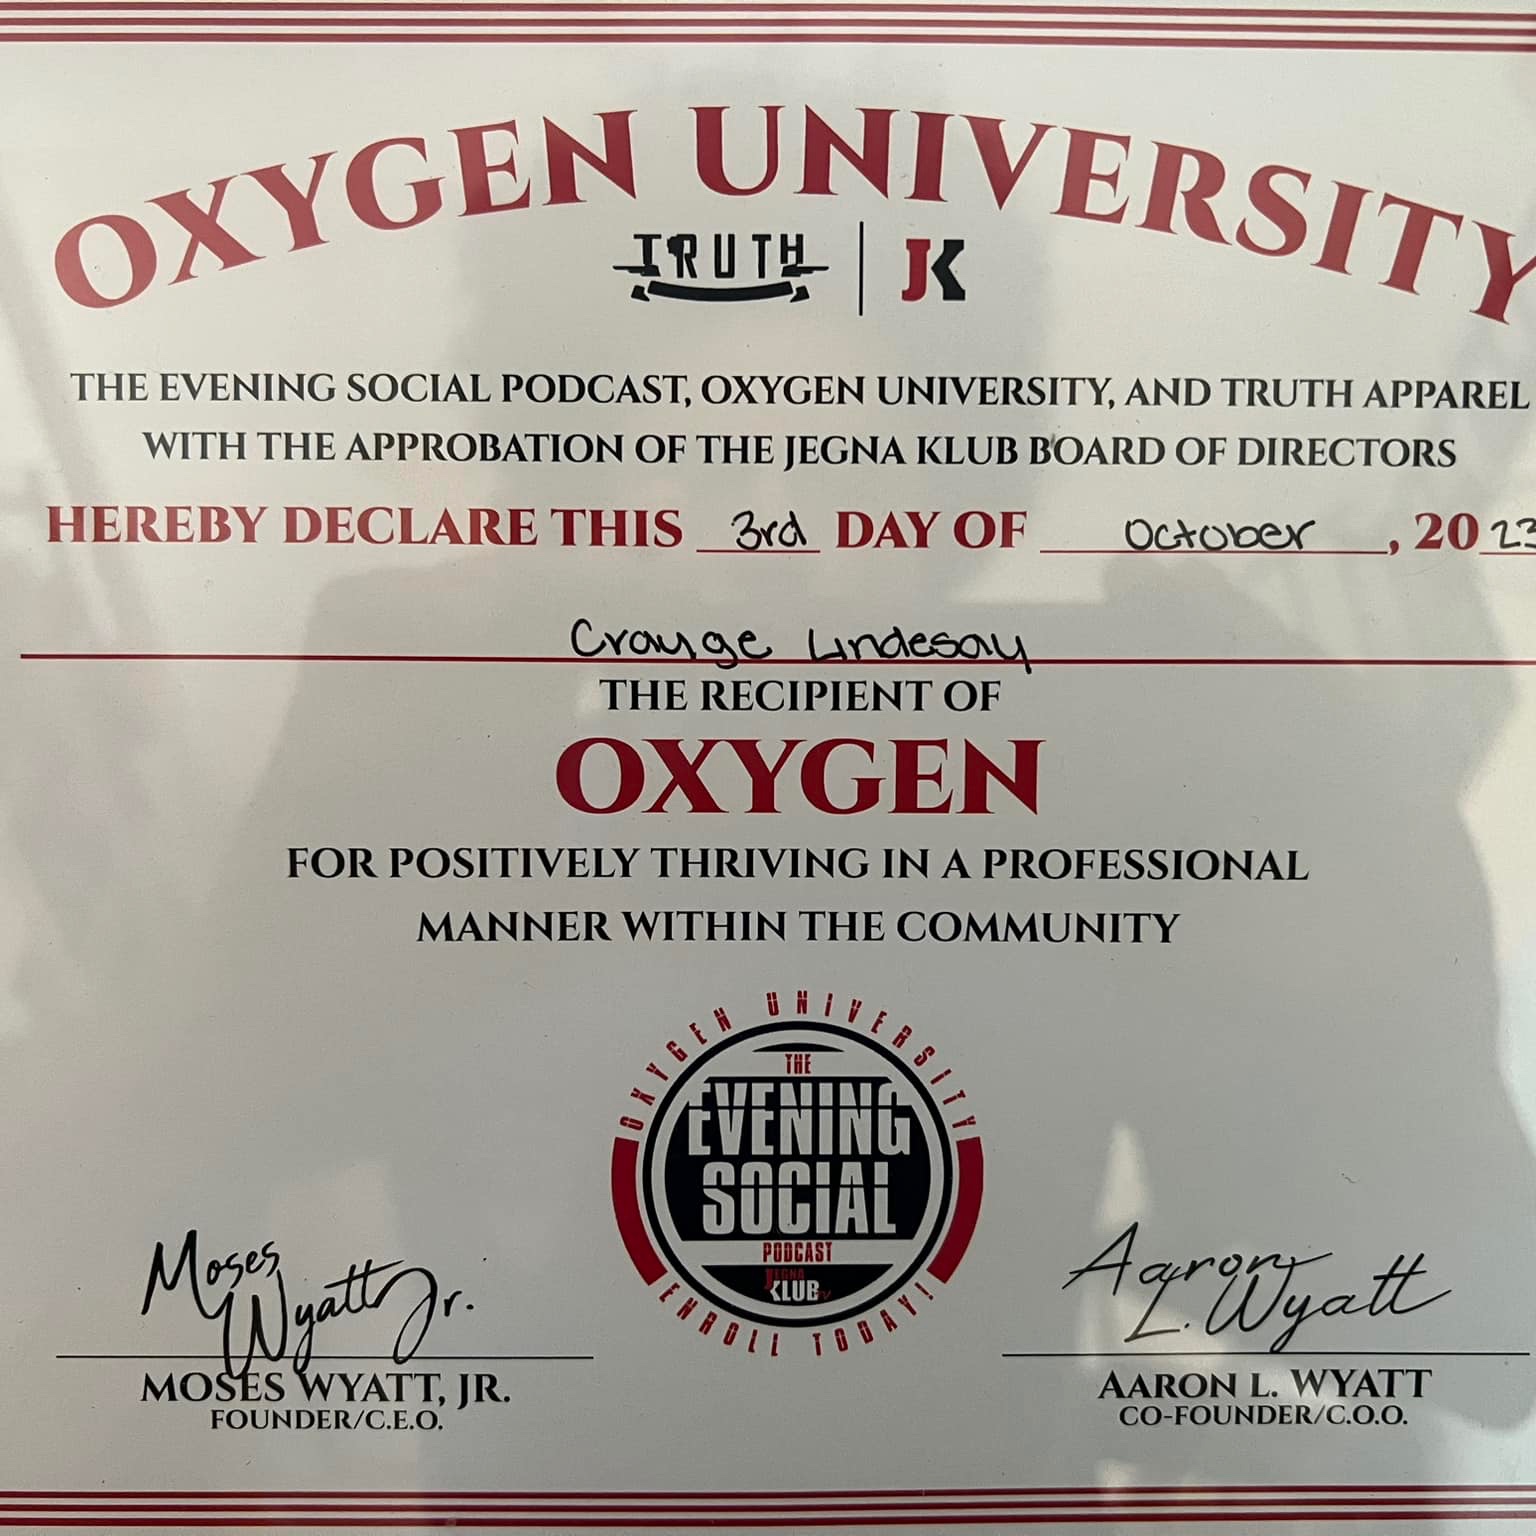 OXYGEN UNIVERSITY
TRUTH JK
THE EVENING SOCIAL PODCAST, OXYGEN UNIVERSITY, AND TRUTH APPAREL
WITH THE APPROBATION OF THE JEGNA KLUB BOARD OF DIRECTORS
HEREBY DECLARE THIS 3rd DAY OF October, 2023
Crayge Lindesay
THE RECIPIENT OF
OXYGEN
FOR POSITIVELY THRIVING IN A PROFESSIONAL
MANNER WITHIN THE COMMUNITY
OXYGEN UNIVERSITY
THE
EVENING
SOCIAL
PODCAST
JEGNA
KLUB TV
ENROLL TODAY!
Moses Wyatt Jr.
MOSES WYATT, JR.
FOUNDER/C.E.O.
Aaron L. Wyatt
AARON L. WYATT
CO-FOUNDER/C.O.O.